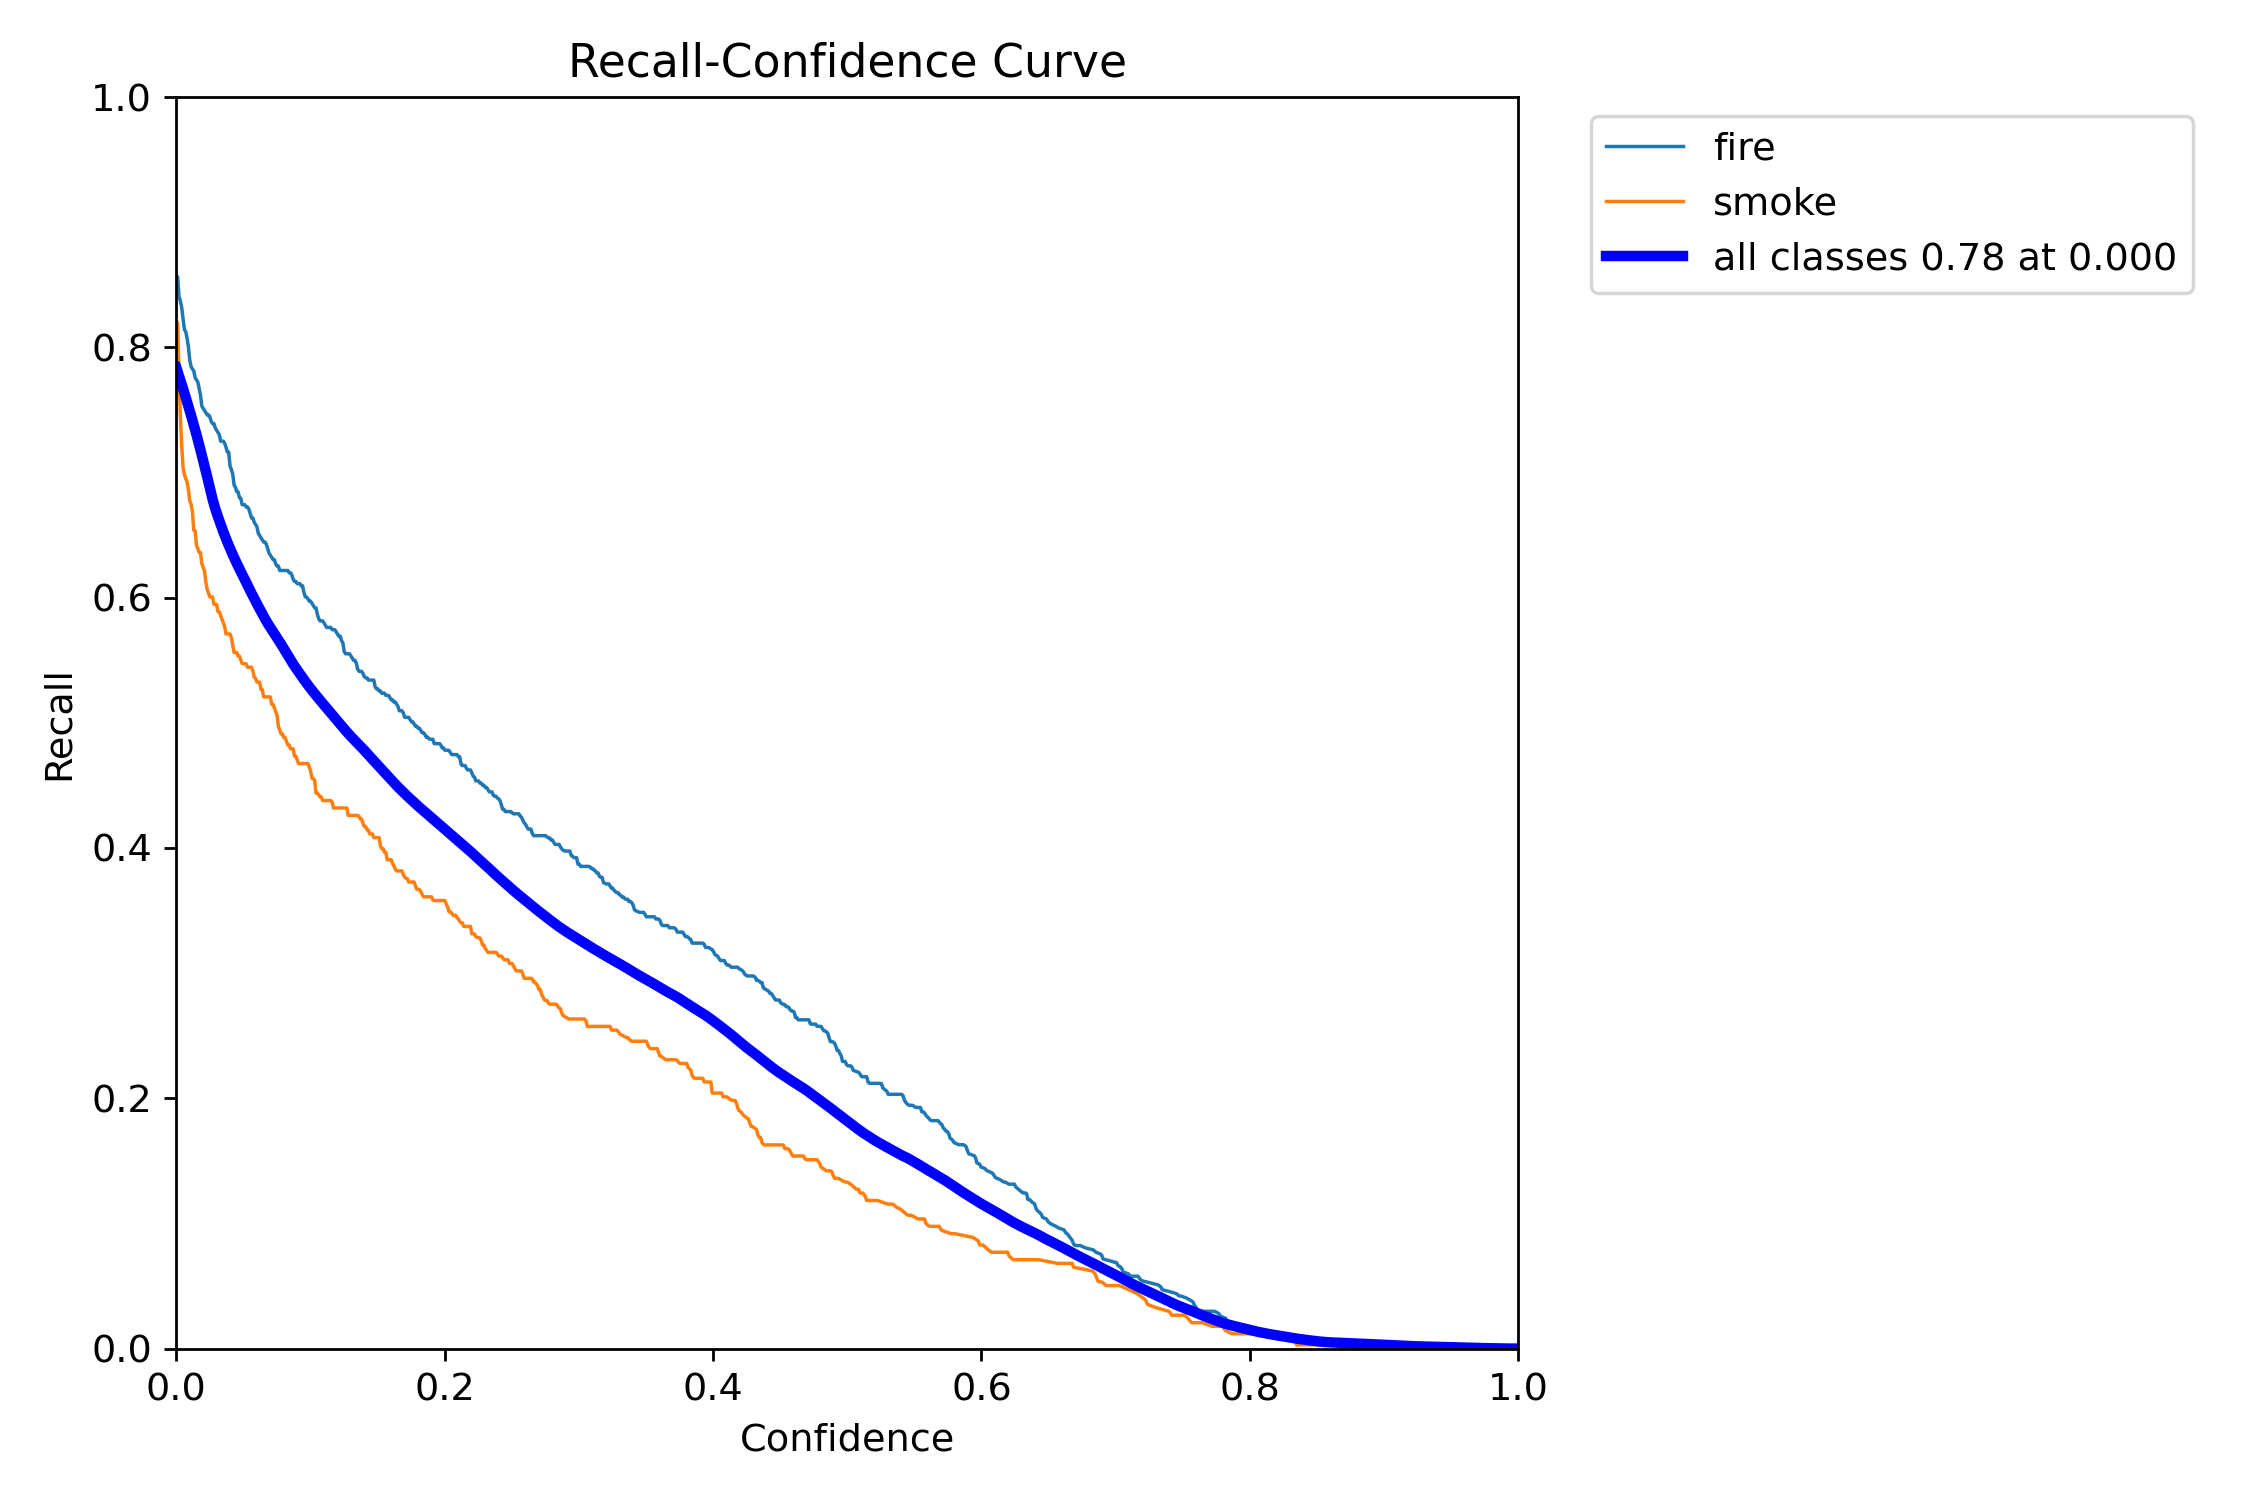 Recall-Confidence Curve
1.0
0.8
0.6
0.4
0.2
0.0
Recall
0.0 0.2 0.4 0.6 0.8 1.0
Confidence
fire
smoke
all classes 0.78 at 0.000